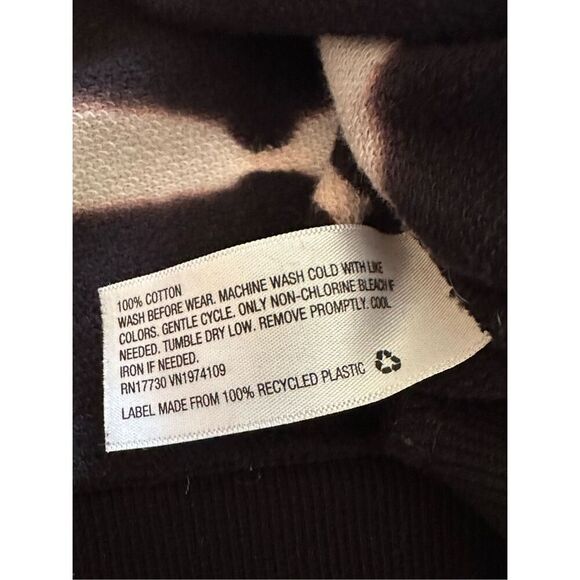 100% COTTON
WASH BEFORE WEAR. MACHINE WASH COLD WITH LIKE
COLORS. GENTLE CYCLE. ONLY NON-CHLORINE BLEACH IF
NEEDED. TUMBLE DRY LOW. REMOVE PROMPTLY. COOL
IRON IF NEEDED.
RN17730 VN1974109
LABEL MADE FROM 100% RECYCLED PLASTIC